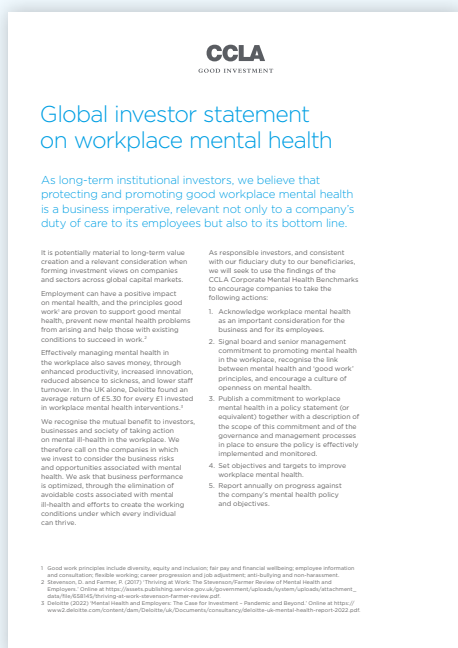 CCLA
GOOD INVESTMENT
Global investor statement
on workplace mental health
As long-term institutional investors, we believe that
protecting and promoting good workplace mental health
is a business imperative, relevant not only to a company's
duty of care to its employees but also to its bottom line.
It is potentially material to long-term value
creation and a relevant consideration when
forming investment views on companies
and sectors across global capital markets.
Employment can have a positive impact
on mental health, and the principles good
work¹ are proven to support good mental
health, prevent new mental health problems
from arising and help those with existing
conditions to succeed in work.²
Effectively managing mental health in
the workplace also saves money, through
enhanced productivity, increased innovation,
reduced absence to sickness, and lower staff
turnover. In the UK alone, Deloitte found an
average return of £5.30 for every £1 invested
in workplace mental health interventions.³
We recognise the mutual benefit to investors,
businesses and society of taking action
on mental ill-health in the workplace. We
therefore call on the companies in which
we invest to consider the business risks
and opportunities associated with mental
health. We ask that business performance
is optimized, through the elimination of
avoidable costs associated with mental
ill-health and efforts to create the working
conditions under which every individual
can thrive.
As responsible investors, and consistent
with our fiduciary duty to our beneficiaries,
we will seek to use the findings of the
CCLA Corporate Mental Health Benchmarks
to encourage companies to take the
following actions:
1. Acknowledge workplace mental health
as an important consideration for the
business and for its employees.
2. Signal board and senior management
commitment to promoting mental health
in the workplace, recognise the link
between mental health and 'good work'
principles, and encourage a culture of
openness on mental health.
3. Publish a commitment to workplace
mental health in a policy statement (or
equivalent) together with a description of
the scope of this commitment and of the
governance and management processes
in place to ensure the policy is effectively
implemented and monitored.
4. Set objectives and targets to improve
workplace mental health.
5. Report annually on progress against
the company's mental health policy
and objectives.
1 Good work principles include diversity, equity and inclusion; fair pay and financial wellbeing; employee information
and consultation; flexible working; career progression and job adjustment; anti-bullying and non-harassment.
2 Stevenson, D. and Farmer, P. (2017) 'Thriving at Work: The Stevenson/Farmer Review of Mental Health and
Employers.' Online at https://assets.publishing.service.gov.uk/government/uploads/system/uploads/attachment_
data/file/658145/thriving-at-work-stevenson-farmer-review.pdf.
3 Deloitte (2022) 'Mental Health and Employers: The Case for Investment – Pandemic and Beyond.' Online at https://
www2.deloitte.com/content/dam/Deloitte/uk/Documents/consultancy/deloitte-uk-mental-health-report-2022.pdf